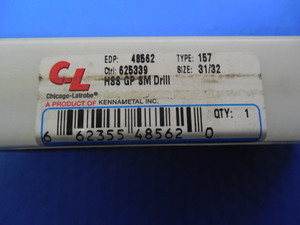 CL
Chicago-Latrobe®
EDP: 48562 TYPE: 157
Ctrl: 625339 SIZE: 31/32
HSS GP SM Drill
A PRODUCT OF KENNAMETAL INC.
QTY: 1
6 62355 48562 0